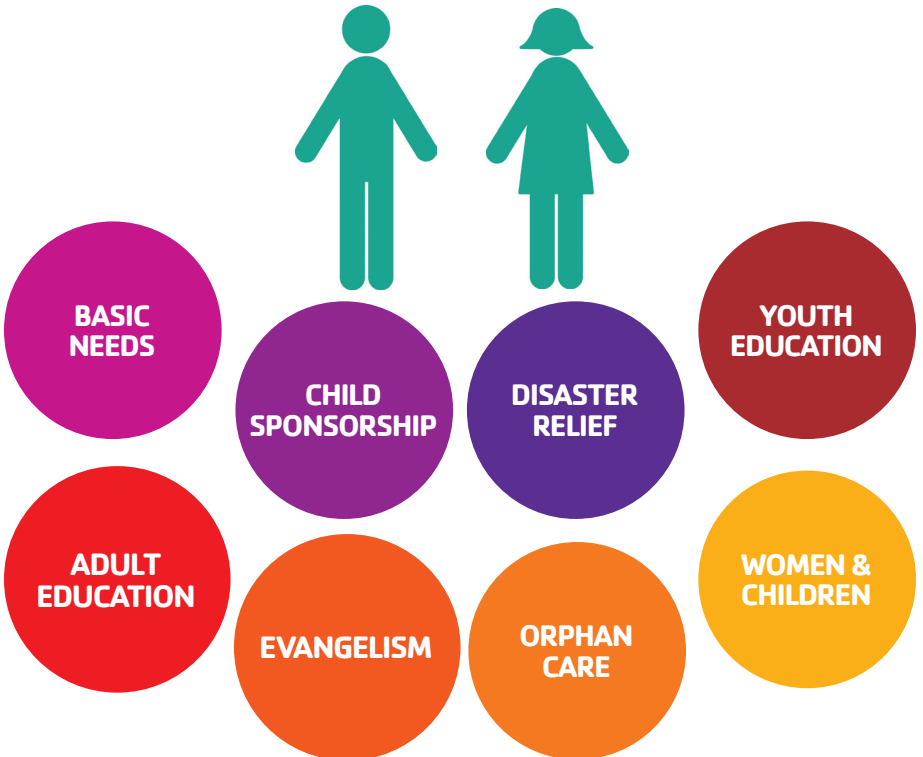 BASIC
NEEDS
CHILD
SPONSORSHIP
DISASTER
RELIEF
YOUTH
EDUCATION
ADULT
EDUCATION
EVANGELISM
ORPHAN
CARE
WOMEN &
CHILDREN